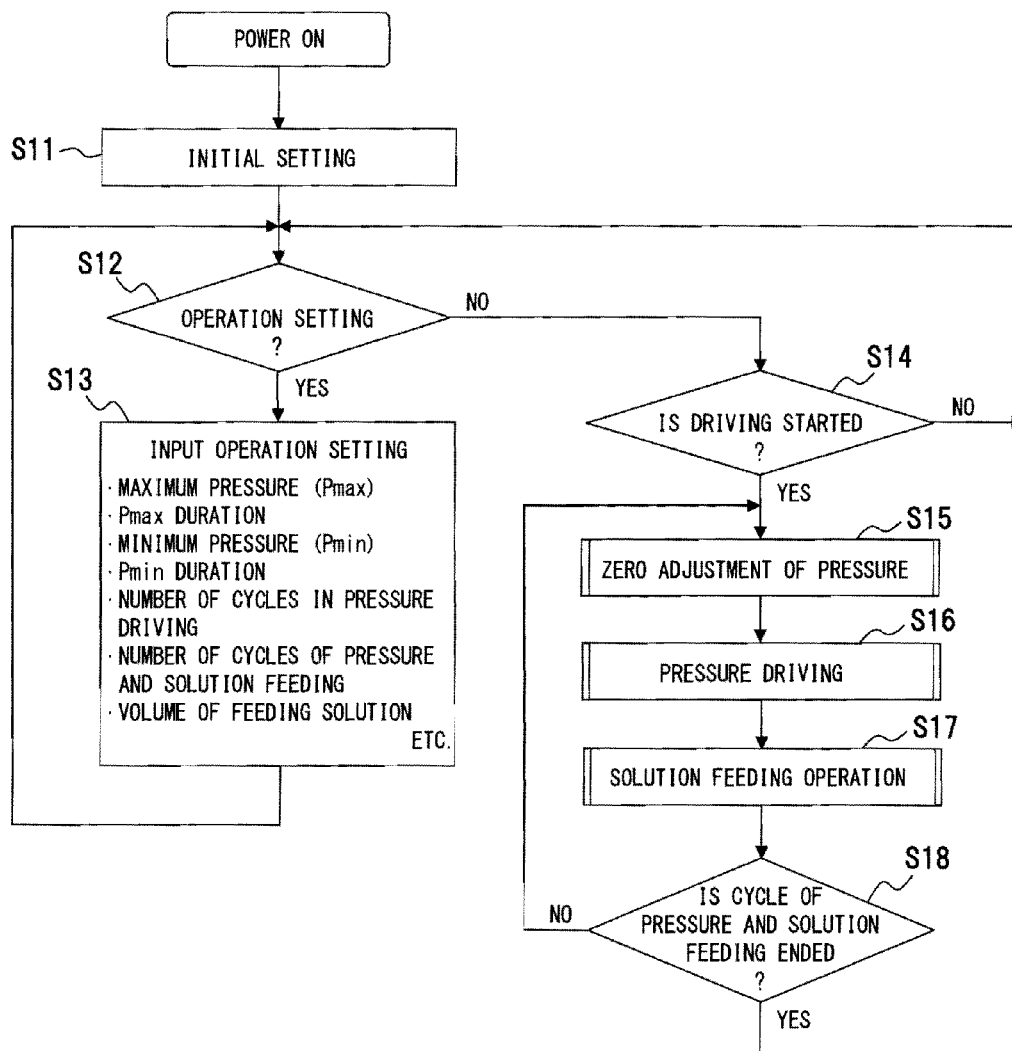 POWER ON
S11
INITIAL SETTING
S12
OPERATION SETTING
?
NO
YES
S13
INPUT OPERATION SETTING
· MAXIMUM PRESSURE (Pmax)
· Pmax DURATION
· MINIMUM PRESSURE (Pmin)
· Pmin DURATION
· NUMBER OF CYCLES IN PRESSURE
DRIVING
· NUMBER OF CYCLES OF PRESSURE
AND SOLUTION FEEDING
· VOLUME OF FEEDING SOLUTION
ETC.
S14
IS DRIVING STARTED
?
NO
YES
S15
ZERO ADJUSTMENT OF PRESSURE
S16
PRESSURE DRIVING
S17
SOLUTION FEEDING OPERATION
S18
IS CYCLE OF
PRESSURE AND SOLUTION
FEEDING ENDED
?
NO
YES